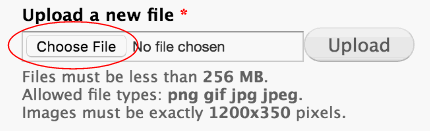 Upload a new file *
Choose File No file chosen Upload
Files must be less than 256 MB.
Allowed file types: png gif jpg jpeg.
Images must be exactly 1200x350 pixels.